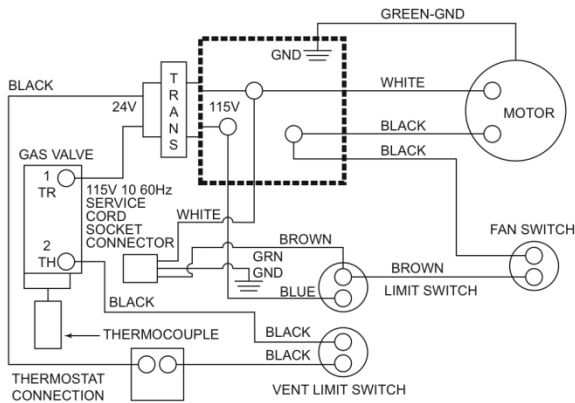 GREEN-GND
GND
BLACK
TRANS
24V
115V
WHITE
MOTOR
BLACK
BLACK
GAS VALVE
1
TR
2
TH
115V 10 60Hz
SERVICE
CORD
SOCKET
CONNECTOR
WHITE
BROWN
GRN
GND
FAN SWITCH
BROWN
BLUE
LIMIT SWITCH
BLACK
THERMOCOUPLE
BLACK
BLACK
THERMOSTAT
CONNECTION
VENT LIMIT SWITCH